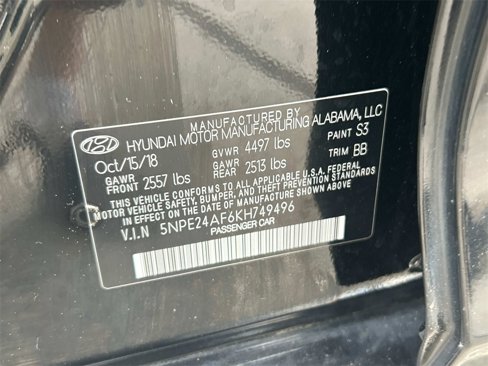 MANUFACTURED BY
HYUNDAI MOTOR MANUFACTURING ALABAMA, LLC
Oct/15/18 GVWR 4497 lbs PAINT S3
GAWR FRONT 2557 lbs GAWR REAR 2513 lbs TRIM BB
THIS VEHICLE CONFORMS TO ALL APPLICABLE U.S.A. FEDERAL
MOTOR VEHICLE SAFETY, BUMPER, AND THEFT PREVENTION
STANDARDS IN EFFECT ON THE DATE OF MANUFACTURE SHOWN ABOVE.
V.I.N 5NPE24AF6KH749496
PASSENGER CAR